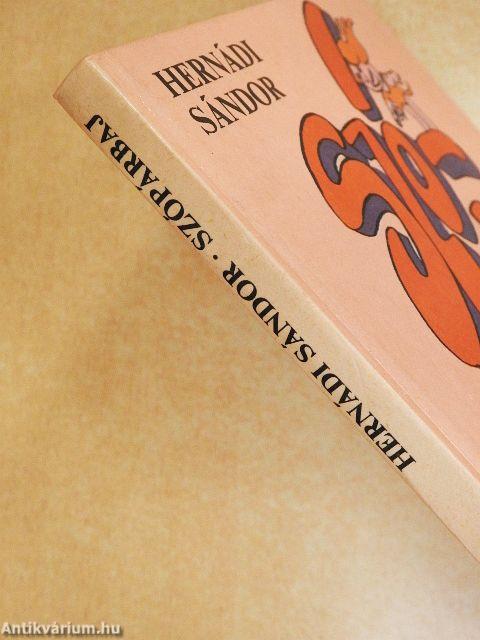 HERNÁDI
SÁNDOR
HERNÁDI SÁNDOR · SZÓPÁRBAJ
Antikvárium.hu